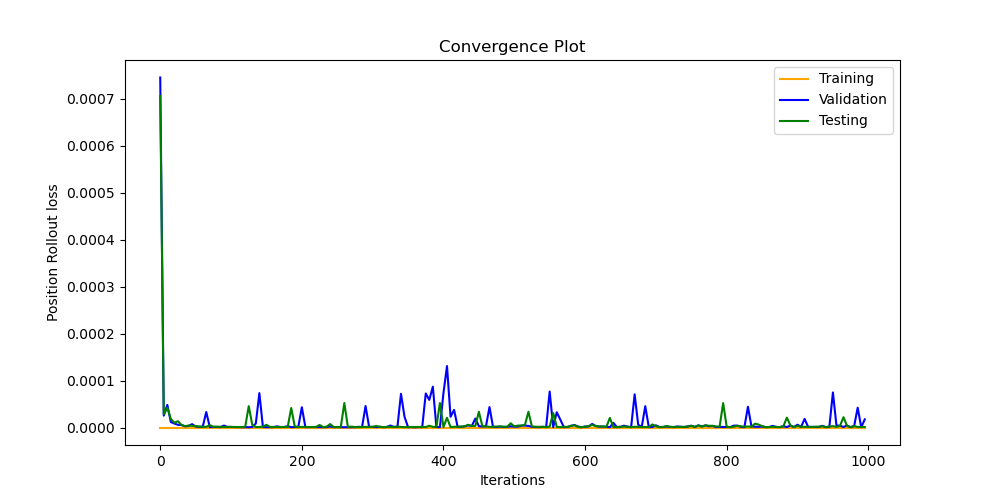 Convergence Plot
Training
Validation
Testing
0.0007
0.0006
0.0005
0.0004
0.0003
0.0002
0.0001
0.0000
Position Rollout loss
0 200 400 600 800 1000
Iterations